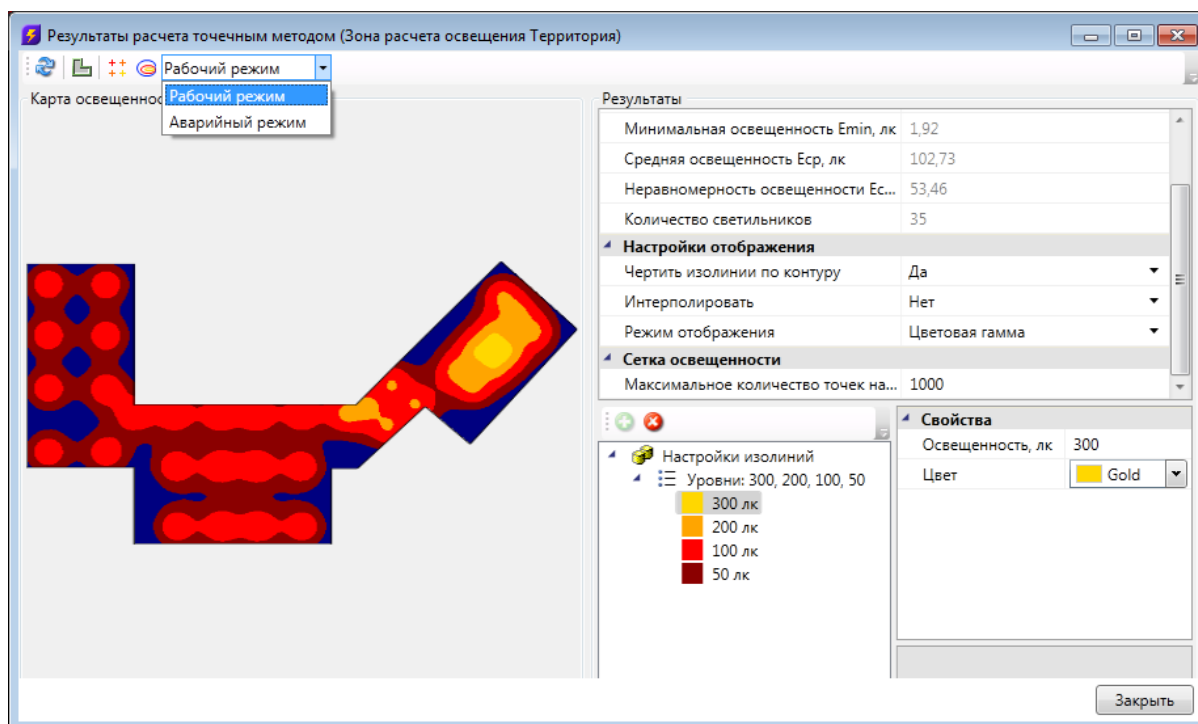 Результаты расчета точечным методом (Зона расчета освещения Территория)
Рабочий режим
Рабочий режим
Аварийный режим
Карта освещеннос
Результаты
Минимальная освещенность Emin, лк 1,92
Средняя освещенность Eср, лк 102,73
Неравномерность освещенности Ес... 53,46
Количество светильников 35
Настройки отображения
Чертить изолинии по контуру Да
Интерполировать Нет
Режим отображения Цветовая гамма
Сетка освещенности
Максимальное количество точек на... 1000
Настройки изолиний
Уровни: 300, 200, 100, 50
300 лк
200 лк
100 лк
50 лк
Свойства
Освещенность, лк 300
Цвет Gold
Закрыть